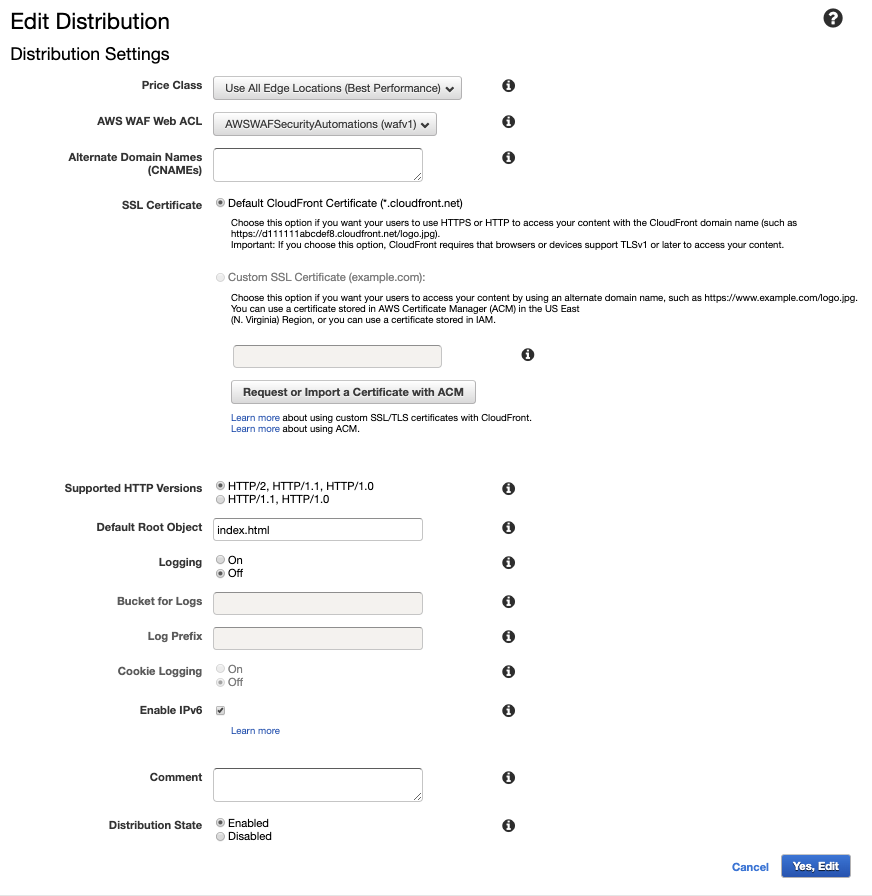 Edit Distribution
Distribution Settings
Price Class
Use All Edge Locations (Best Performance)
AWS WAF Web ACL
AWSWAFSecurityAutomations (wafv1)
Alternate Domain Names
(CNAMEs)
SSL Certificate
Default CloudFront Certificate (*.cloudfront.net)
Choose this option if you want your users to use HTTPS or HTTP to access your content with the CloudFront domain name (such as
https://d111111abcdef8.cloudfront.net/logo.jpg).
Important: If you choose this option, CloudFront requires that browsers or devices support TLSv1 or later to access your content.
Custom SSL Certificate (example.com):
Choose this option if you want your users to access your content by using an alternate domain name, such as https://www.example.com/logo.jpg.
You can use a certificate stored in AWS Certificate Manager (ACM) in the US East
(N. Virginia) Region, or you can use a certificate stored in IAM.
Request or Import a Certificate with ACM
Learn more about using custom SSL/TLS certificates with CloudFront.
Learn more about using ACM.
Supported HTTP Versions
HTTP/2, HTTP/1.1, HTTP/1.0
HTTP/1.1, HTTP/1.0
Default Root Object
index.html
Logging
On
Off
Bucket for Logs
Log Prefix
Cookie Logging
On
Off
Enable IPv6
Learn more
Comment
Distribution State
Enabled
Disabled
Cancel
Yes, Edit